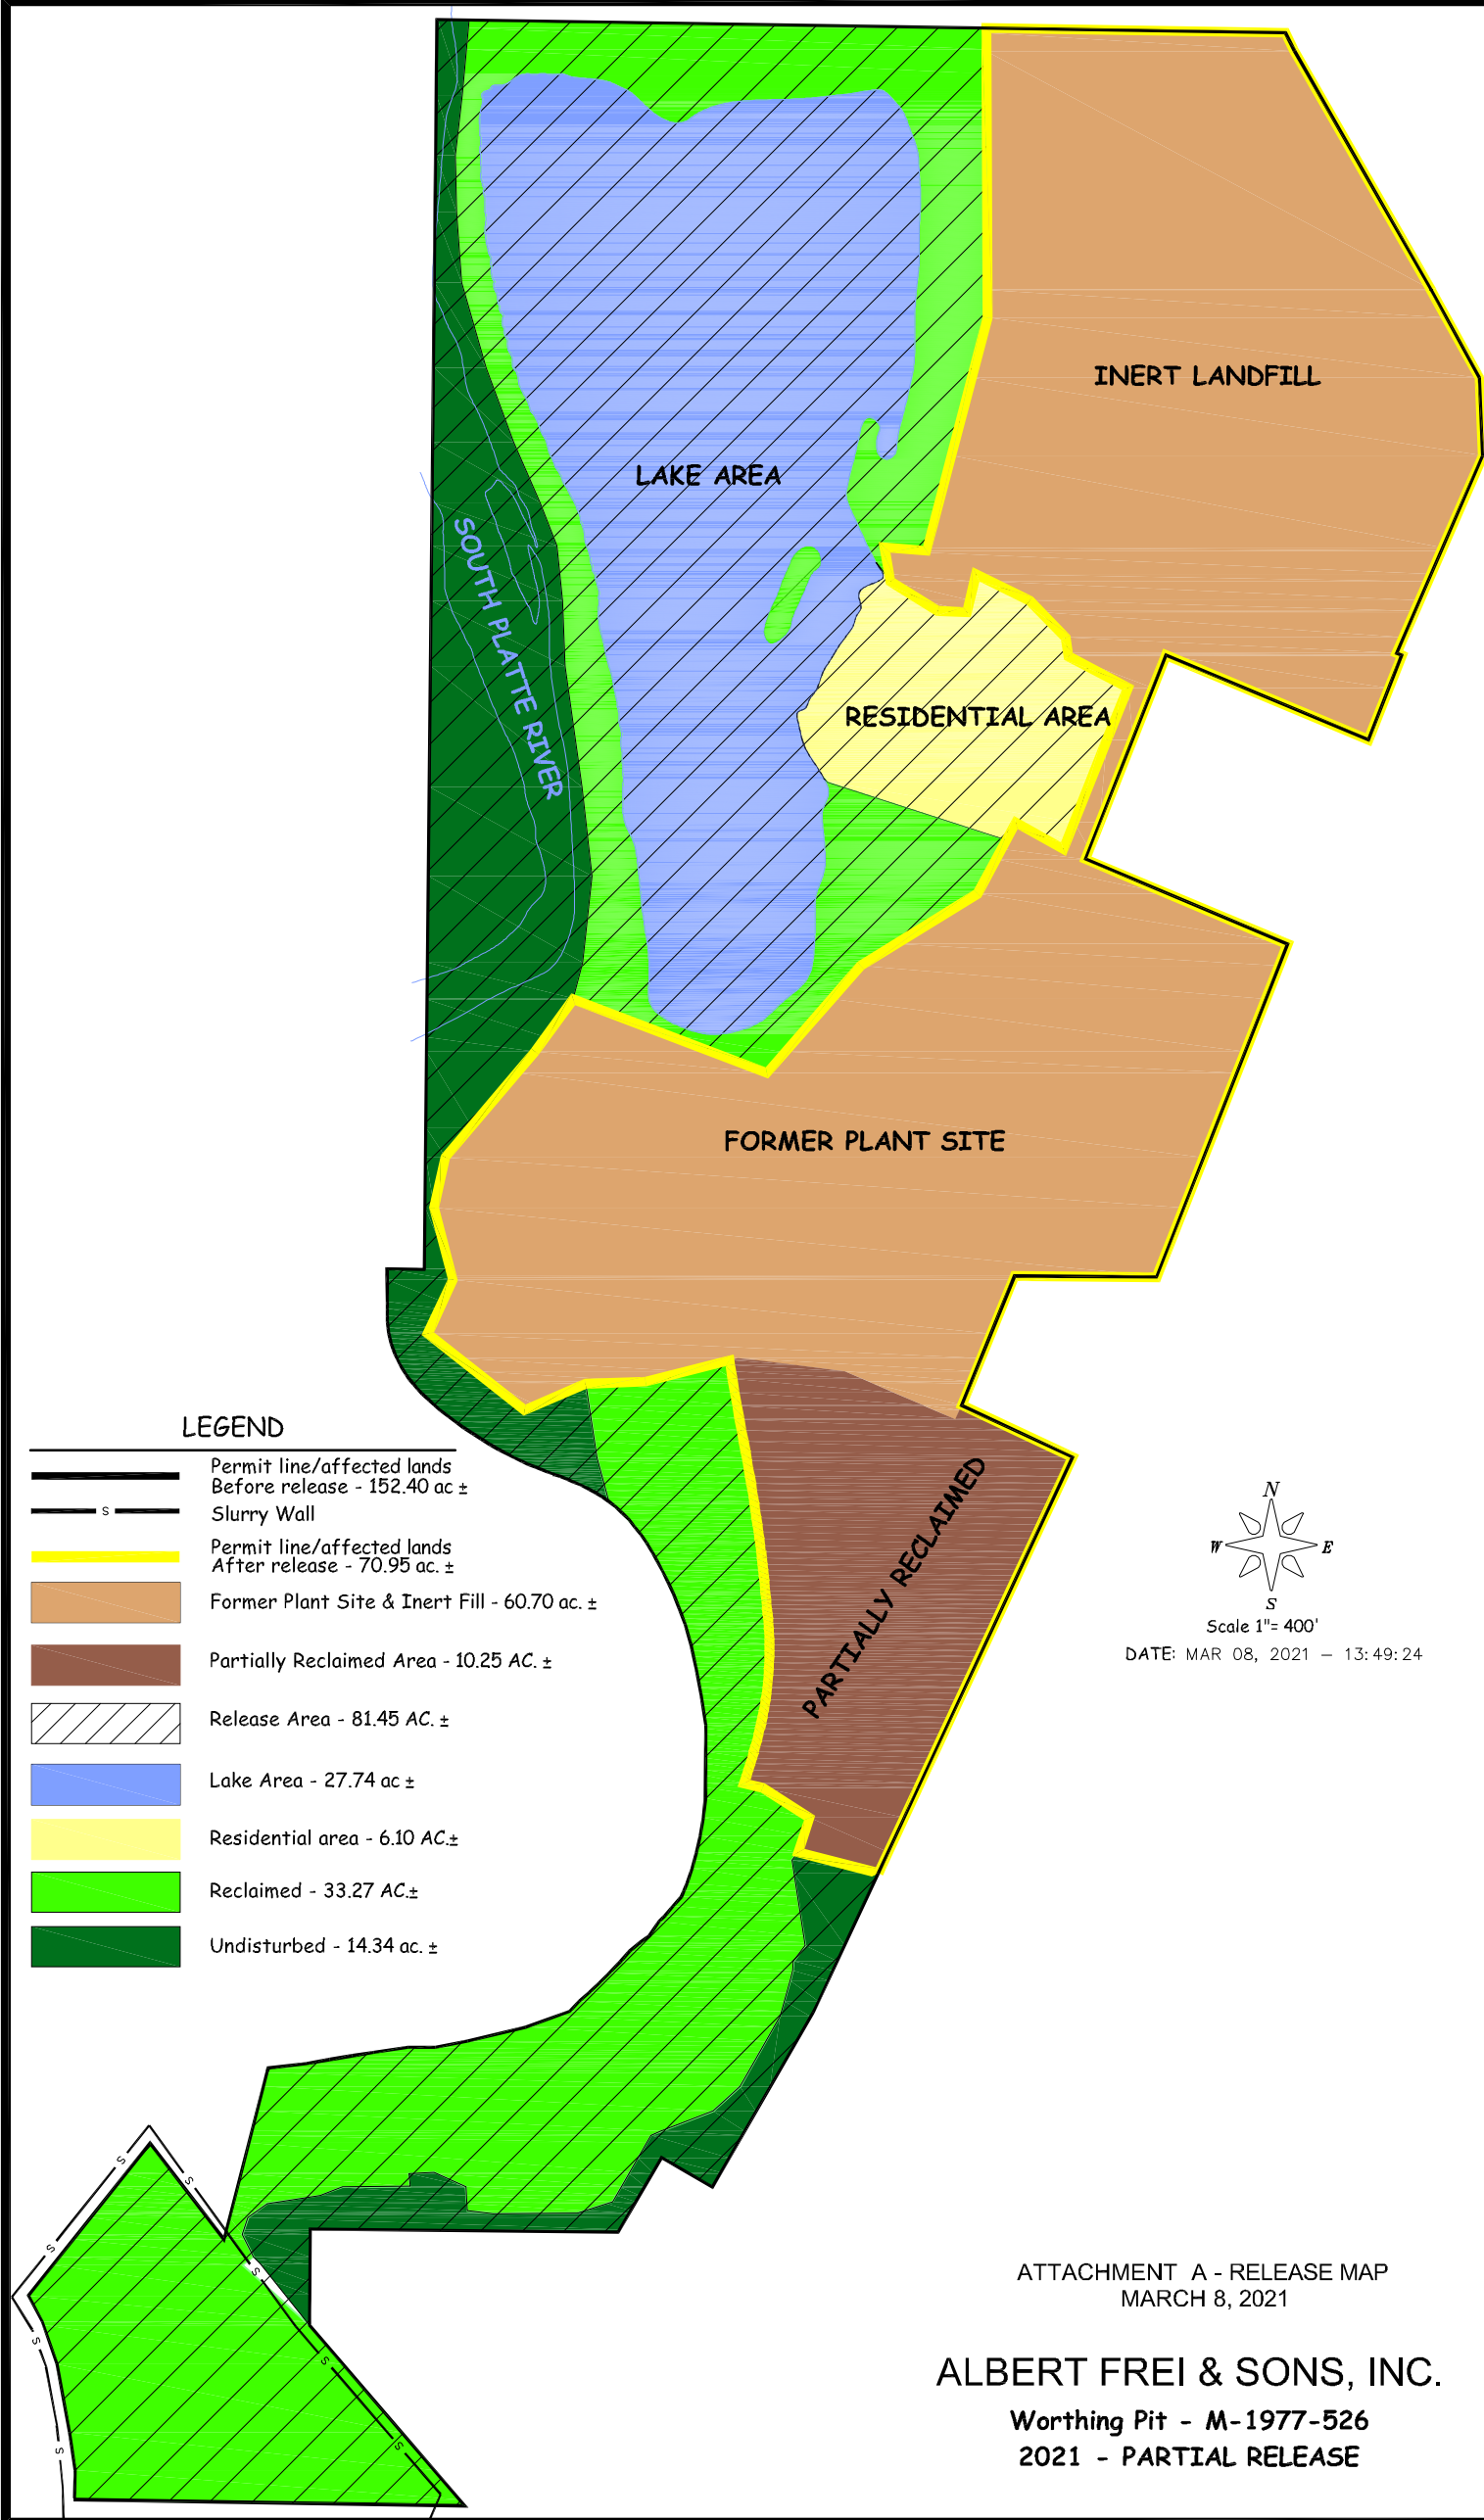 INERT LANDFILL
LAKE AREA
SOUTH PLATTE RIVER
RESIDENTIAL AREA
FORMER PLANT SITE
PARTIALLY RECLAIMED
LEGEND
Permit line/affected lands
Before release - 152.40 ac ±
S
Slurry Wall
Permit line/affected lands
After release - 70.95 ac. ±
Former Plant Site & Inert Fill - 60.70 ac. ±
Partially Reclaimed Area - 10.25 AC. ±
Release Area - 81.45 AC. ±
Lake Area - 27.74 ac ±
Residential area - 6.10 AC.±
Reclaimed - 33.27 AC.±
Undisturbed - 14.34 ac. ±
N
W E
S
Scale 1"= 400'
DATE: MAR 08, 2021 – 13:49:24
S
S
S
S
S
S
S
S
ATTACHMENT A - RELEASE MAP
MARCH 8, 2021
ALBERT FREI & SONS, INC.
Worthing Pit - M-1977-526
2021 - PARTIAL RELEASE